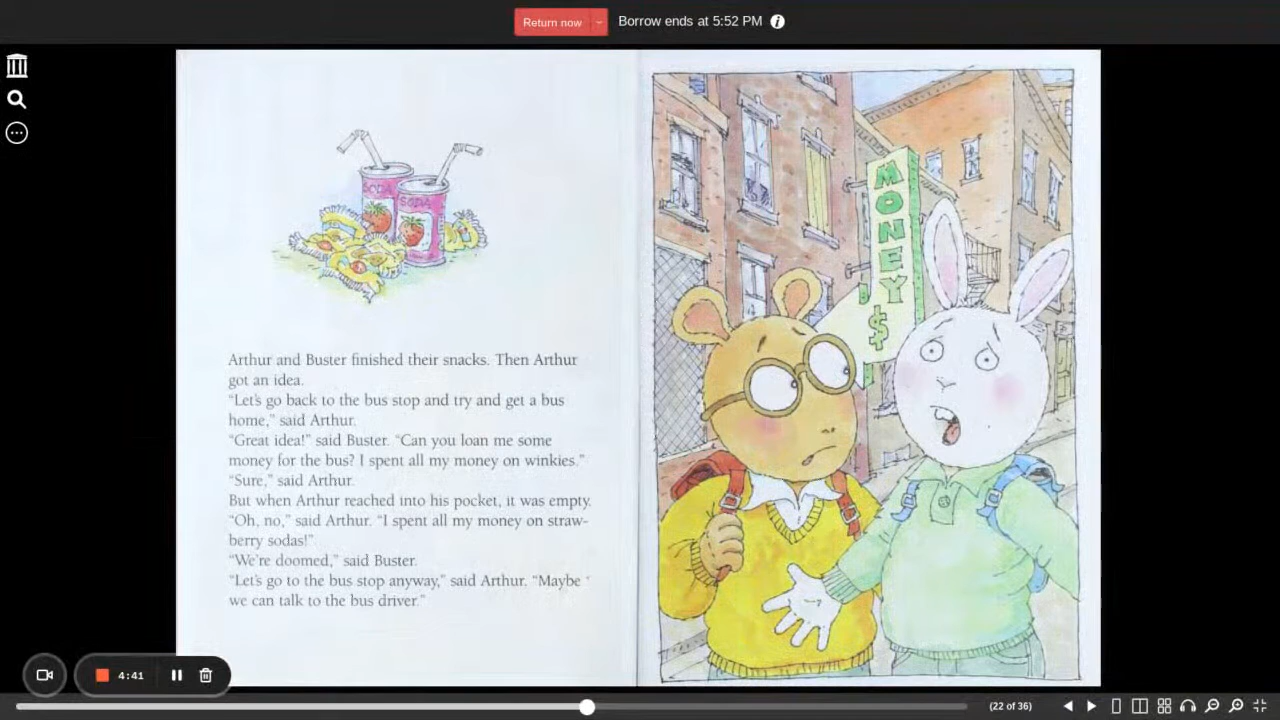 Return now
Borrow ends at 5:52 PM
SODA
SODA
Arthur and Buster finished their snacks. Then Arthur
got an idea.
“Let's go back to the bus stop and try and get a bus
home,” said Arthur.
“Great idea!” said Buster. “Can you loan me some
money for the bus? I spent all my money on winkies.”
“Sure,” said Arthur.
But when Arthur reached into his pocket, it was empty.
“Oh, no,” said Arthur. “I spent all my money on straw-
berry sodas!”
“We're doomed,” said Buster.
“Let's go to the bus stop anyway,” said Arthur. “Maybe
we can talk to the bus driver.”
MONEY
$
4:41
(22 of 36)